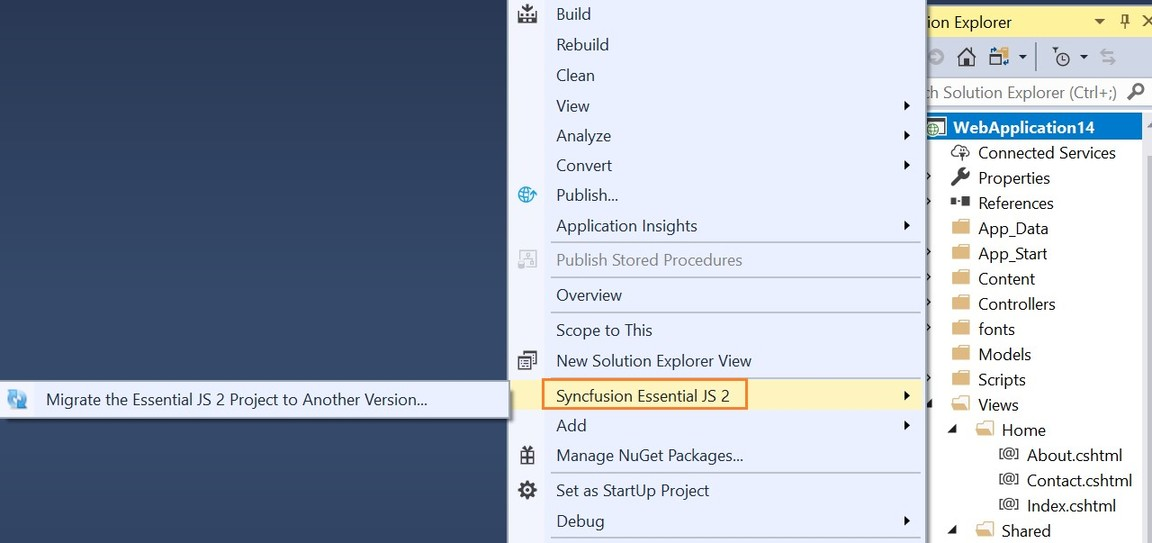 Build
Rebuild
Clean
View
Analyze
Convert
Publish...
Application Insights
Publish Stored Procedures
Overview
Scope to This
New Solution Explorer View
Syncfusion Essential JS 2
Migrate the Essential JS 2 Project to Another Version...
Add
Manage NuGet Packages...
Set as StartUp Project
Debug
ion Explorer
ch Solution Explorer (Ctrl+;)
WebApplication14
Connected Services
Properties
References
App_Data
App_Start
Content
Controllers
fonts
Models
Scripts
Views
Home
[@] About.cshtml
[@] Contact.cshtml
[@] Index.cshtml
Shared